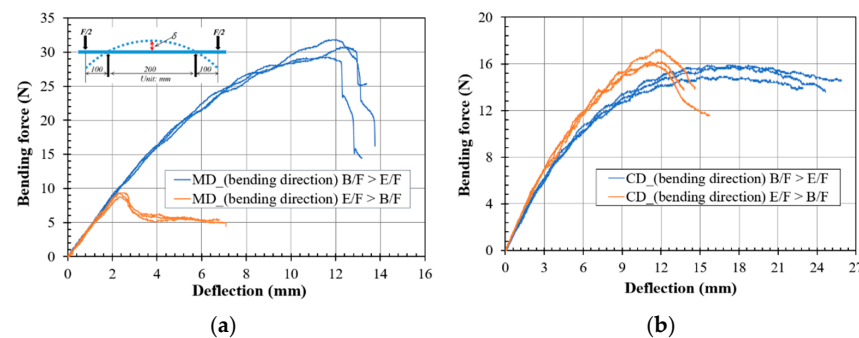 (a)
(b)
Bending force (N)
35
30
25
20
15
10
5
0
F/2
F/2
δ
100
200
100
Unit: mm
MD_(bending direction) B/F > E/F
MD_(bending direction) E/F > B/F
0 2 4 6 8 10 12 14 16
Deflection (mm)
Bending force (N)
20
16
12
8
4
0
CD_(bending direction) B/F > E/F
CD_(bending direction) E/F > B/F
0 3 6 9 12 15 18 21 24 27
Deflection (mm)
(a)
(b)